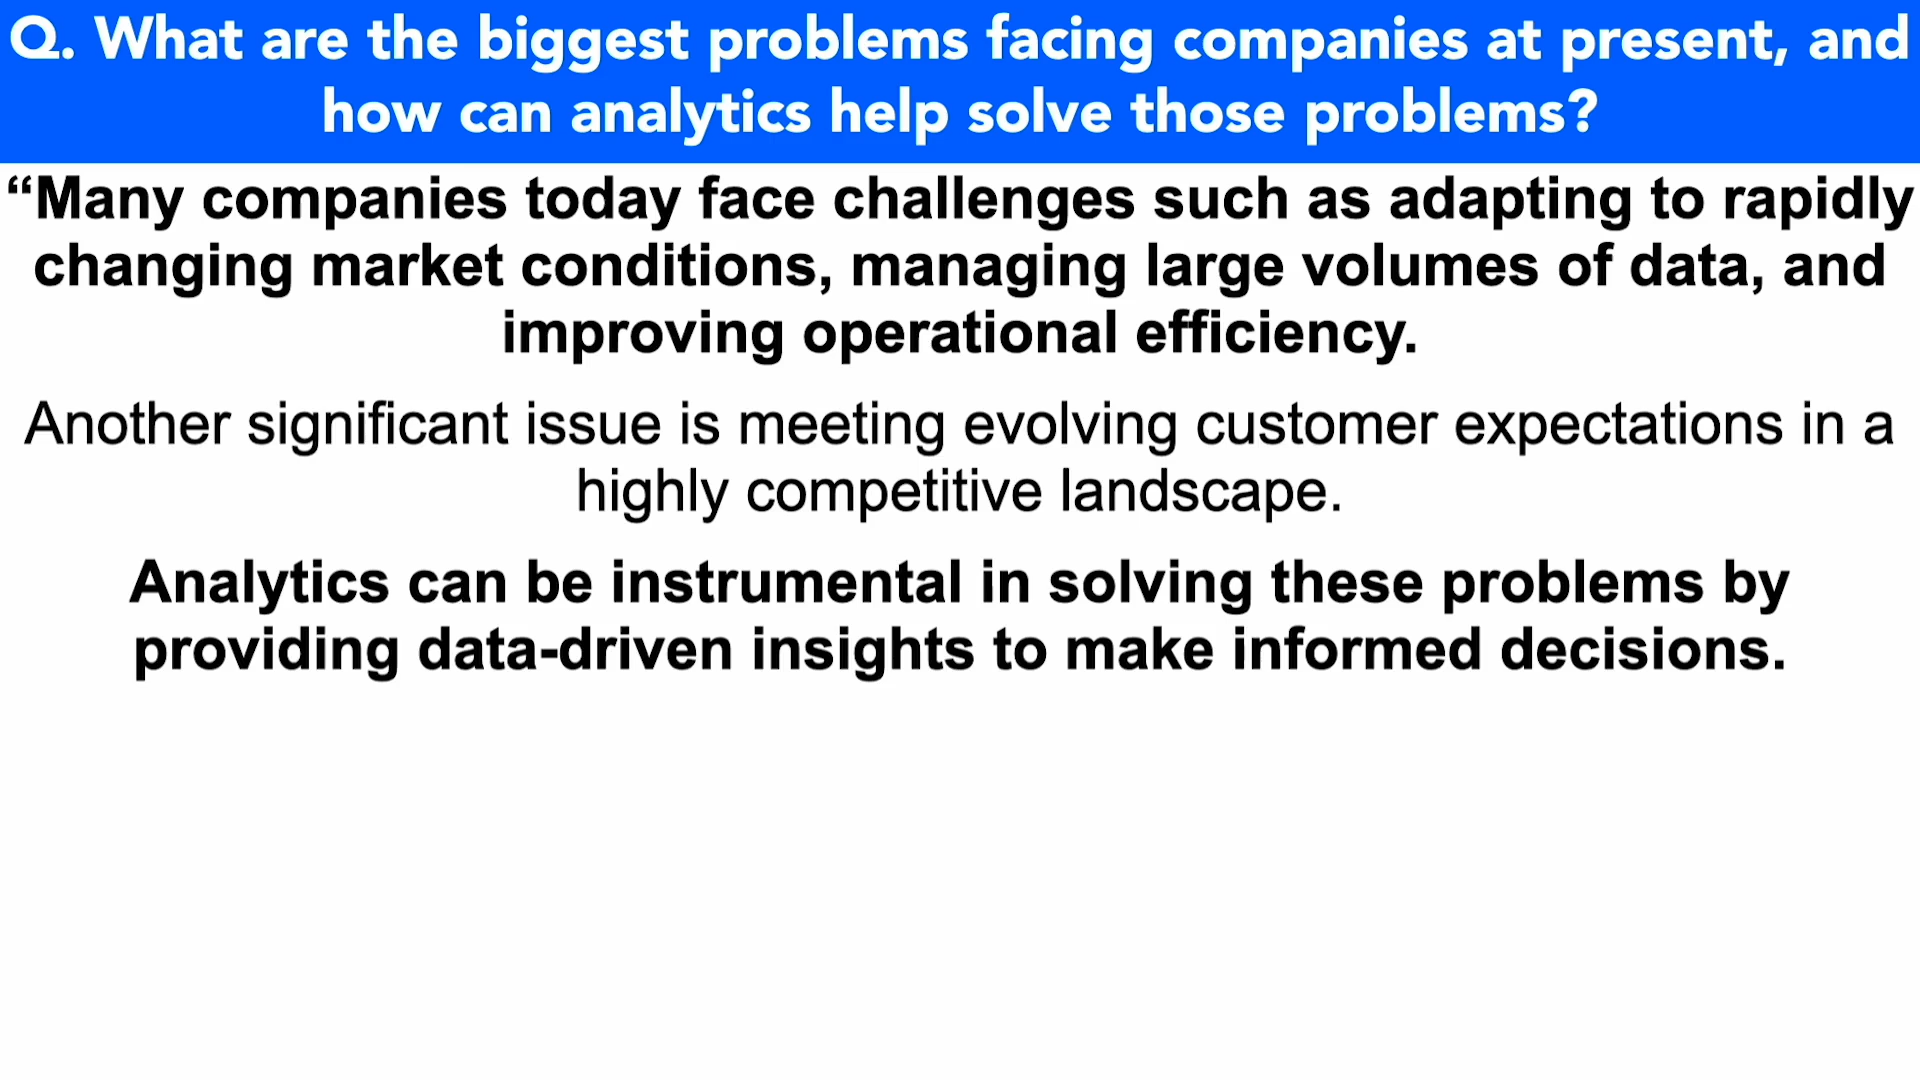 Q. What are the biggest problems facing companies at present, and
how can analytics help solve those problems?
“Many companies today face challenges such as adapting to rapidly
changing market conditions, managing large volumes of data, and
improving operational efficiency.
Another significant issue is meeting evolving customer expectations in a
highly competitive landscape.
Analytics can be instrumental in solving these problems by
providing data-driven insights to make informed decisions.